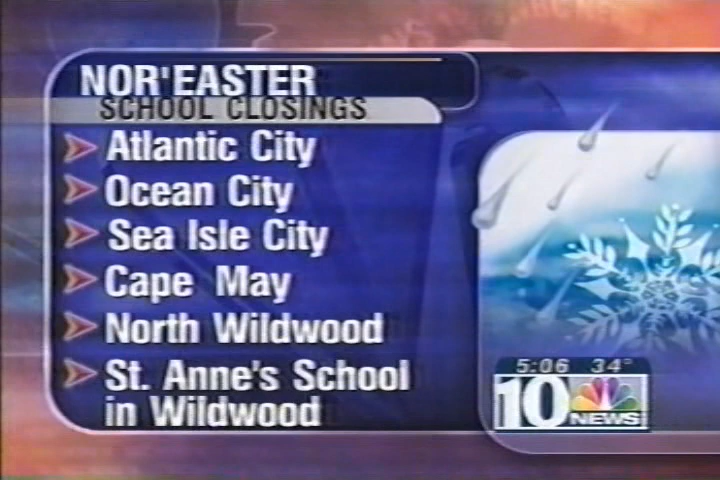 NOR'EASTER
SCHOOL CLOSINGS
Atlantic City
Ocean City
Sea Isle City
Cape May
North Wildwood
St. Anne's School
in Wildwood
5:06 34°
10
NEWS